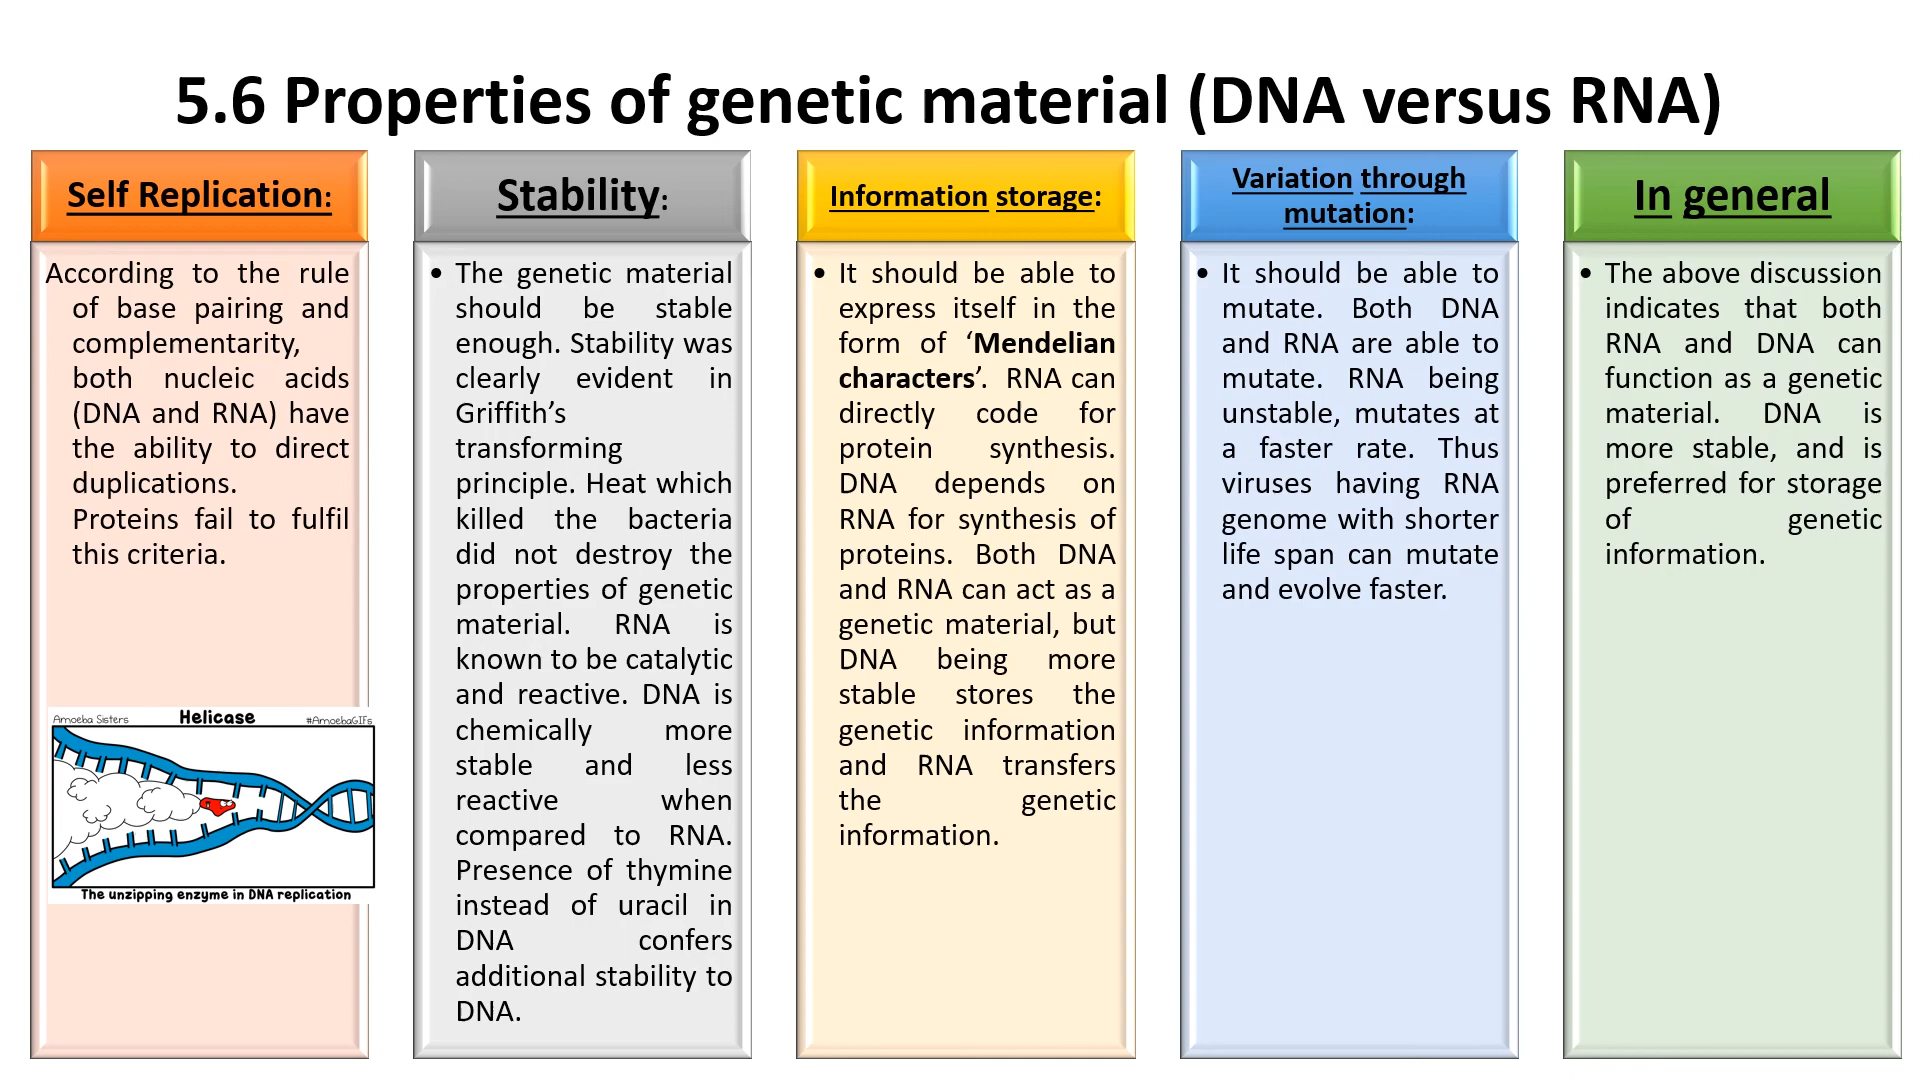 5.6 Properties of genetic material (DNA versus RNA)
Self Replication:
According to the rule
of base pairing and
complementarity,
both nucleic acids
(DNA and RNA) have
the ability to direct
duplications.
Proteins fail to fulfil
this criteria.
Amoeba Sisters
Helicase
#AmoebaGIFs
The unzipping enzyme in DNA replication
Stability:
• The genetic material
should be stable
enough. Stability was
clearly evident in
Griffith’s
transforming
principle. Heat which
killed the bacteria
did not destroy the
properties of genetic
material. RNA is
known to be catalytic
and reactive. DNA is
chemically more
stable and less
reactive when
compared to RNA.
Presence of thymine
instead of uracil in
DNA confers
additional stability to
DNA.
Information storage:
• It should be able to
express itself in the
form of ‘Mendelian
characters’. RNA can
directly code for
protein synthesis.
DNA depends on
RNA for synthesis of
proteins. Both DNA
and RNA can act as a
genetic material, but
DNA being more
stable stores the
genetic information
and RNA transfers
the genetic
information.
Variation through
mutation:
• It should be able to
mutate. Both DNA
and RNA are able to
mutate. RNA being
unstable, mutates at
a faster rate. Thus
viruses having RNA
genome with shorter
life span can mutate
and evolve faster.
In general
• The above discussion
indicates that both
RNA and DNA can
function as a genetic
material. DNA is
more stable, and is
preferred for storage
of genetic
information.